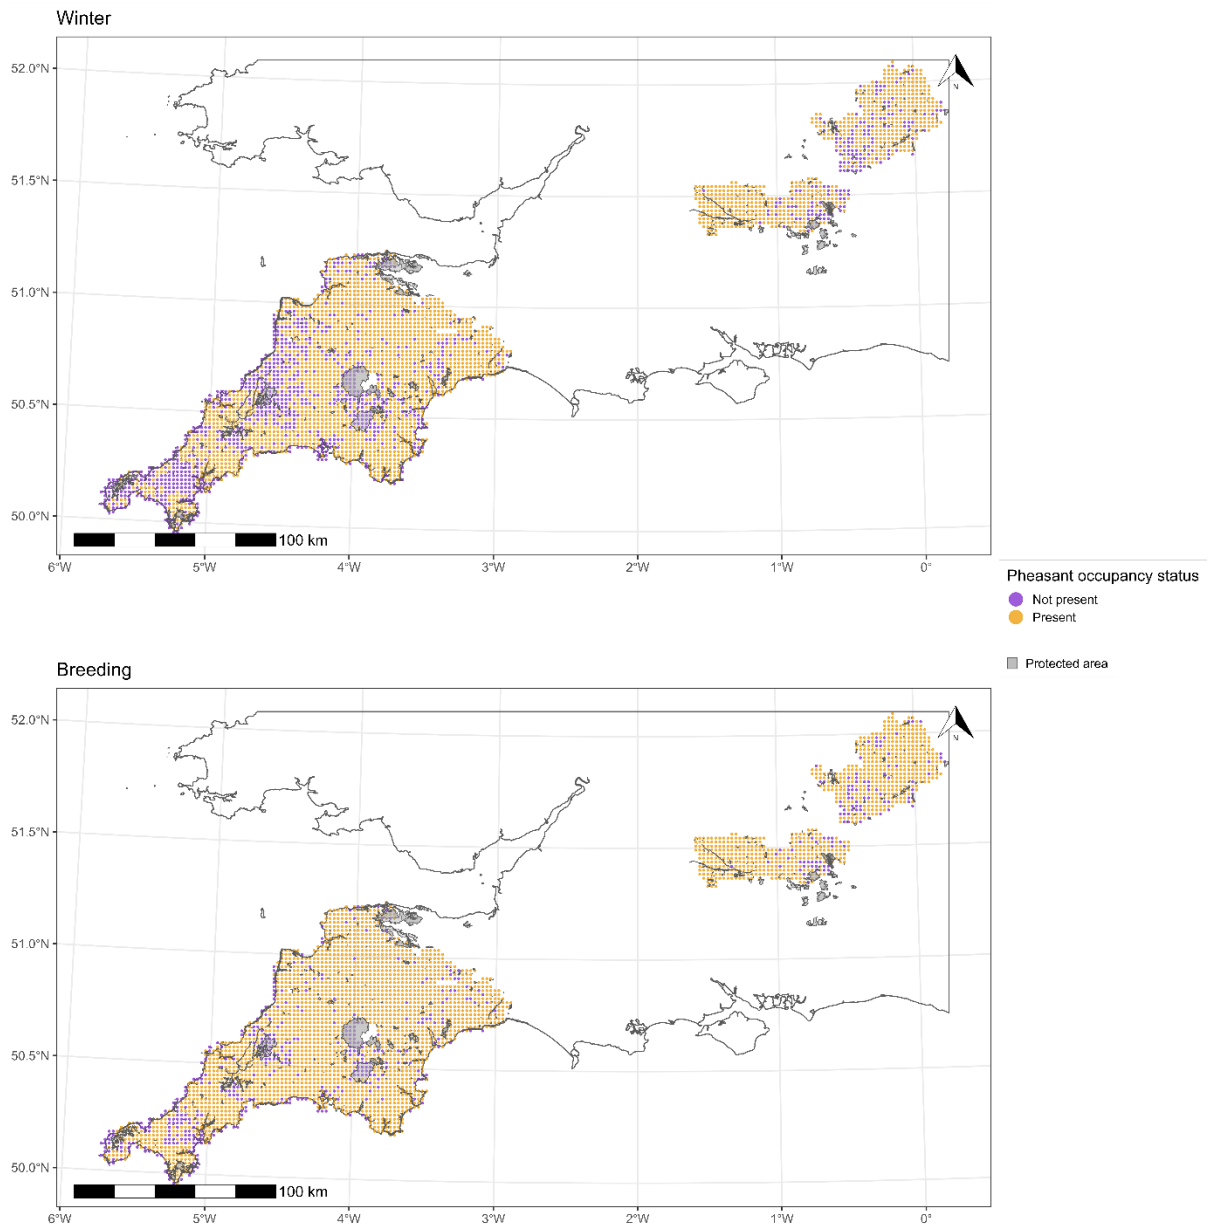 Winter
52.0°N
N
51.5°N
51.0°N
50.5°N
50.0°N
100 km
6°W
5°W
4°W
3°W
2°W
1°W
0°
Pheasant occupancy status
Not present
Present
Protected area
Breeding
52.0°N
N
51.5°N
51.0°N
50.5°N
50.0°N
100 km
6°W
5°W
4°W
3°W
2°W
1°W
0°